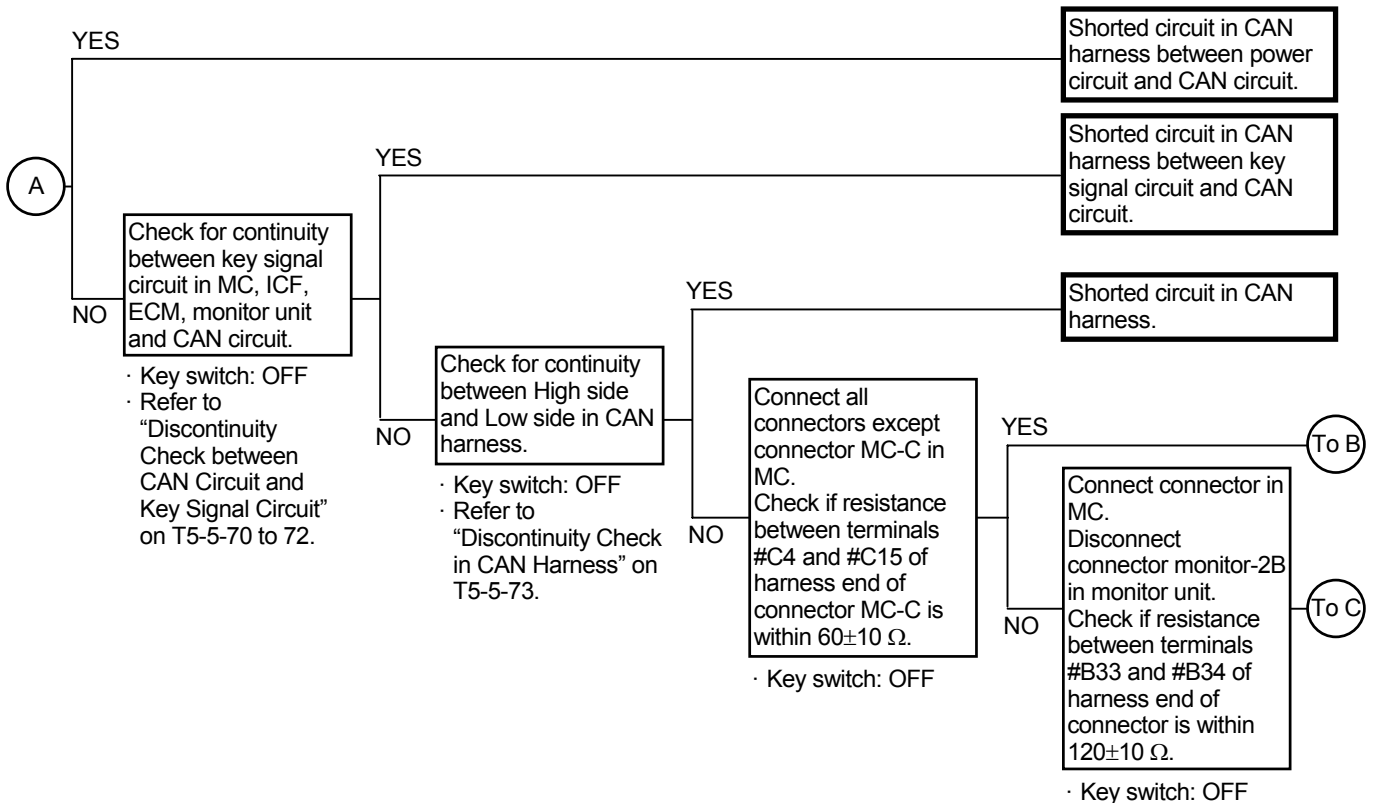 YES
Shorted circuit in CAN
harness between power
circuit and CAN circuit.
YES
Shorted circuit in CAN
harness between key
signal circuit and CAN
circuit.
A
NO
Check for continuity
between key signal
circuit in MC, ICF,
ECM, monitor unit
and CAN circuit.
· Key switch: OFF
· Refer to
“Discontinuity
Check between
CAN Circuit and
Key Signal Circuit”
on T5-5-70 to 72.
YES
Shorted circuit in CAN
harness.
NO
Check for continuity
between High side
and Low side in CAN
harness.
· Key switch: OFF
· Refer to
“Discontinuity Check
in CAN Harness” on
T5-5-73.
NO
Connect all
connectors except
connector MC-C in
MC.
Check if resistance
between terminals
#C4 and #C15 of
harness end of
connector MC-C is
within 60±10 Ω.
· Key switch: OFF
YES
To B
NO
Connect connector in
MC.
Disconnect
connector monitor-2B
in monitor unit.
Check if resistance
between terminals
#B33 and #B34 of
harness end of
connector is within
120±10 Ω.
· Key switch: OFF
To C